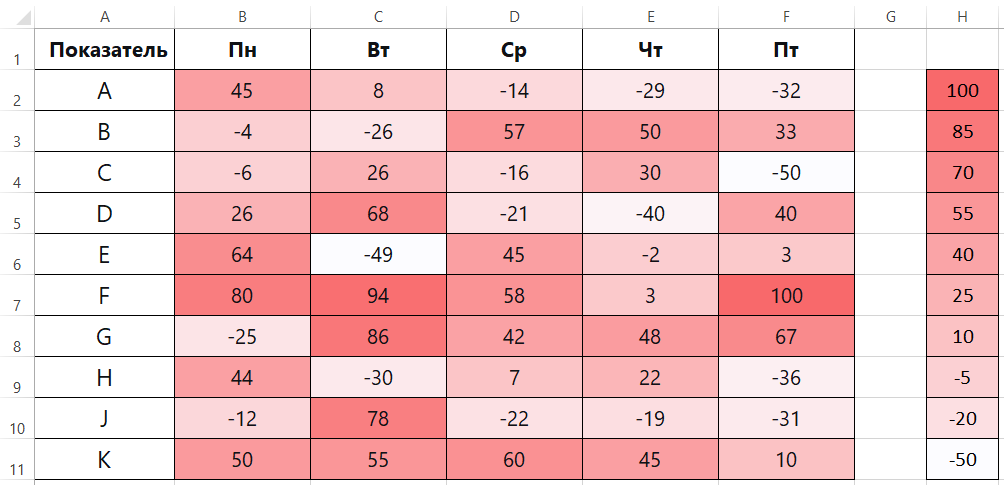 A B C D E F G H
1 Показатель Пн Вт Ср Чт Пт
2 A 45 8 -14 -29 -32 100
3 B -4 -26 57 50 33 85
4 C -6 26 -16 30 -50 70
5 D 26 68 -21 -40 40 55
6 E 64 -49 45 -2 3 40
7 F 80 94 58 3 100 25
8 G -25 86 42 48 67 10
9 H 44 -30 7 22 -36 -5
10 J -12 78 -22 -19 -31 -20
11 K 50 55 60 45 10 -50